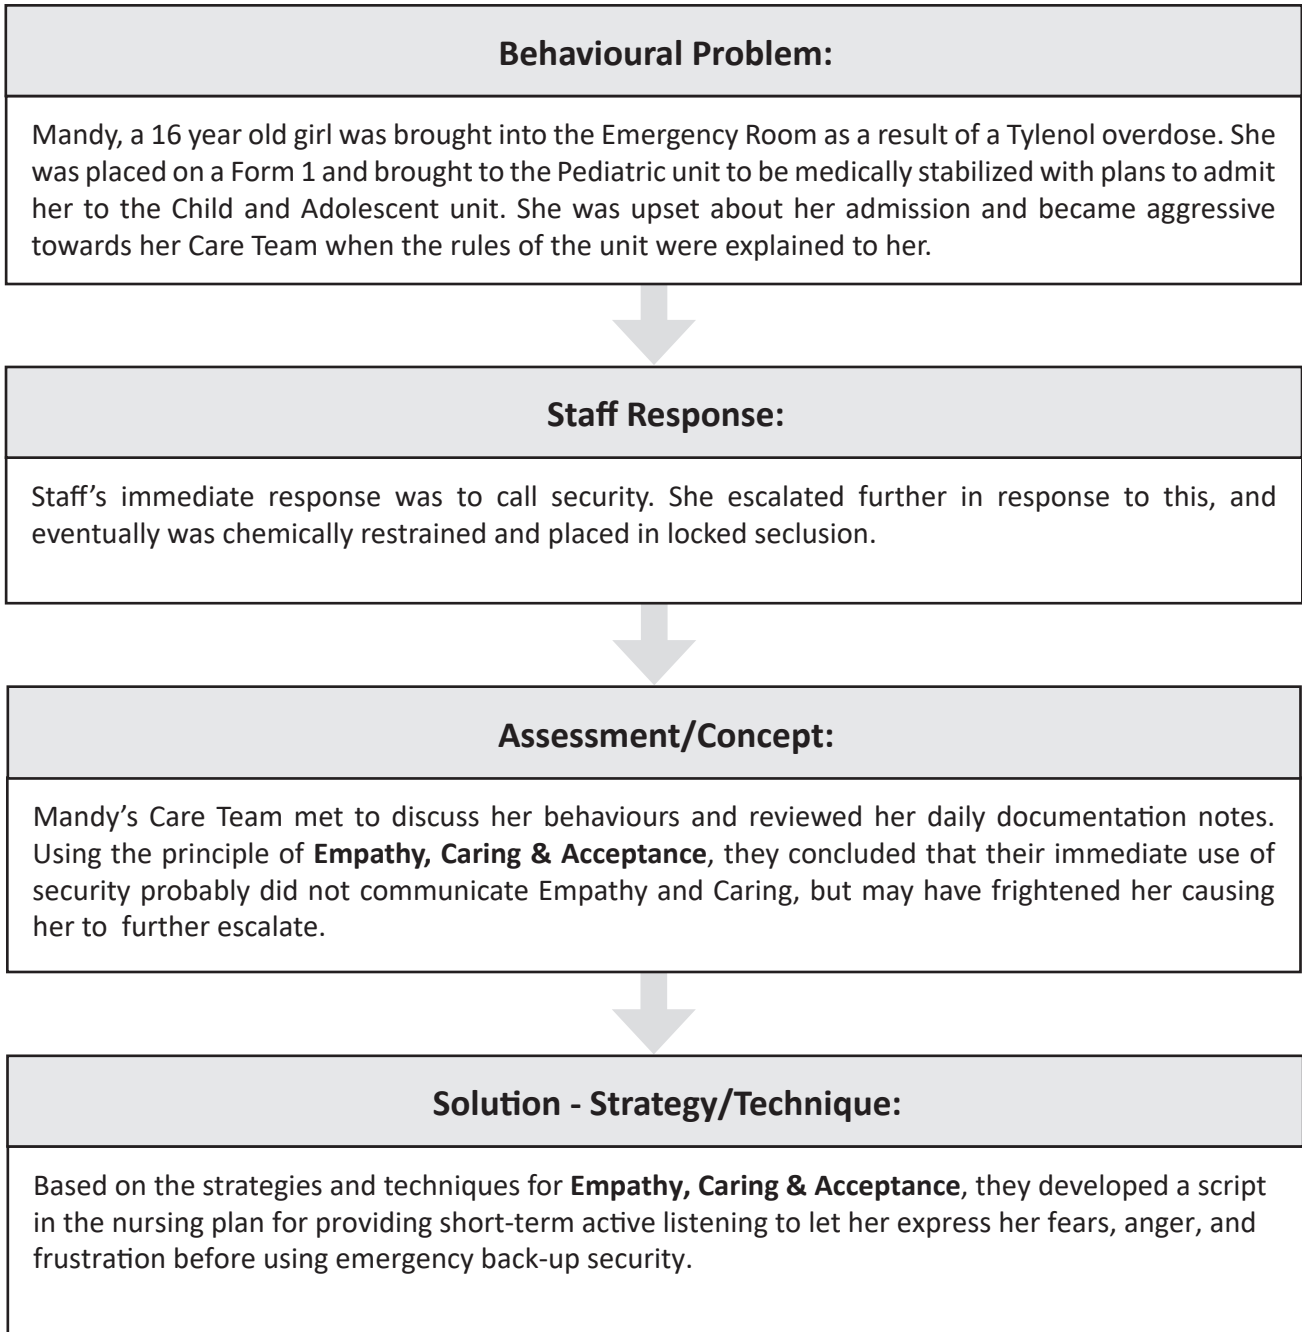 Behavioural Problem:
Mandy, a 16 year old girl was brought into the Emergency Room as a result of a Tylenol overdose. She
was placed on a Form 1 and brought to the Pediatric unit to be medically stabilized with plans to admit
her to the Child and Adolescent unit. She was upset about her admission and became aggressive
towards her Care Team when the rules of the unit were explained to her.
Staff Response:
Staff’s immediate response was to call security. She escalated further in response to this, and
eventually was chemically restrained and placed in locked seclusion.
Assessment/Concept:
Mandy’s Care Team met to discuss her behaviours and reviewed her daily documentation notes.
Using the principle of Empathy, Caring & Acceptance, they concluded that their immediate use of
security probably did not communicate Empathy and Caring, but may have frightened her causing
her to further escalate.
Solution - Strategy/Technique:
Based on the strategies and techniques for Empathy, Caring & Acceptance, they developed a script
in the nursing plan for providing short-term active listening to let her express her fears, anger, and
frustration before using emergency back-up security.